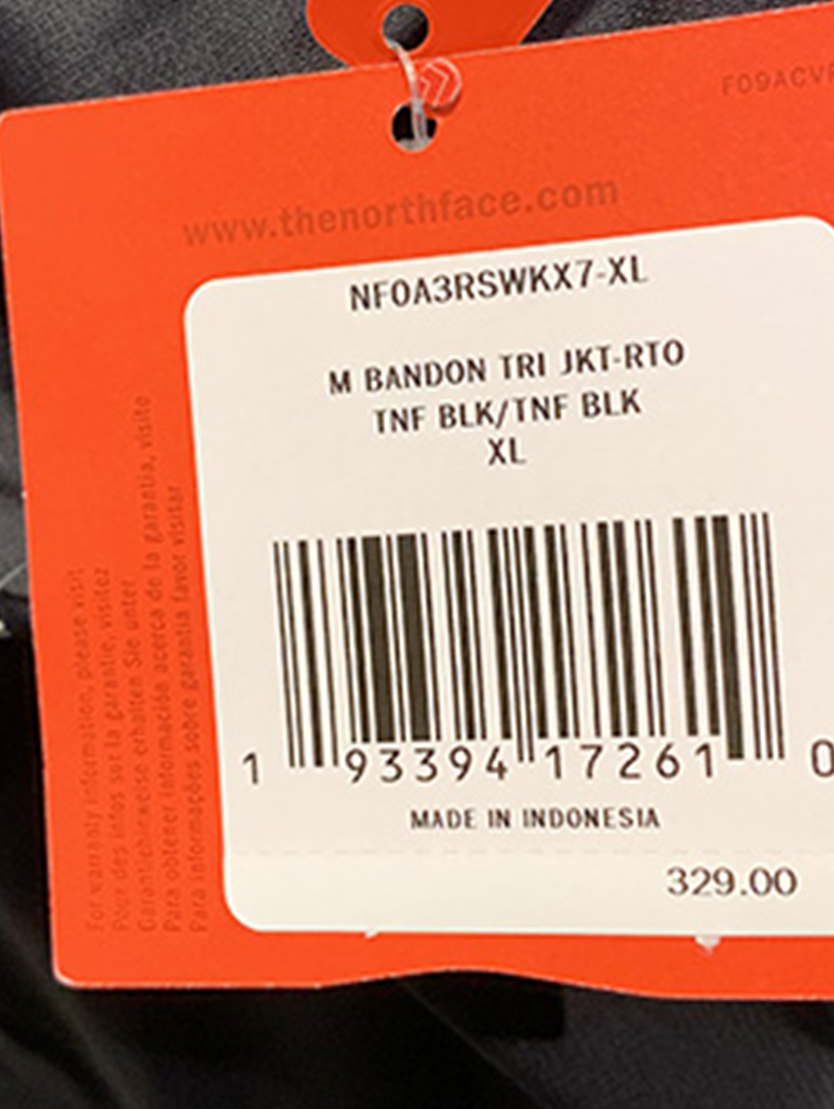 F09ACV
www.thenorthface.com
NF0A3RSWKX7-XL
M BANDON TRI JKT-RTO
TNF BLK/TNF BLK
XL
1 93394 17261 0
MADE IN INDONESIA
329.00
For warranty information, please visit
Pour des infos sur la garantie, visitez
Garantiehinweise erhalten Sie unter
Para obtener información acerca de la garantía, visite
Para informações sobre garantia favor visitar